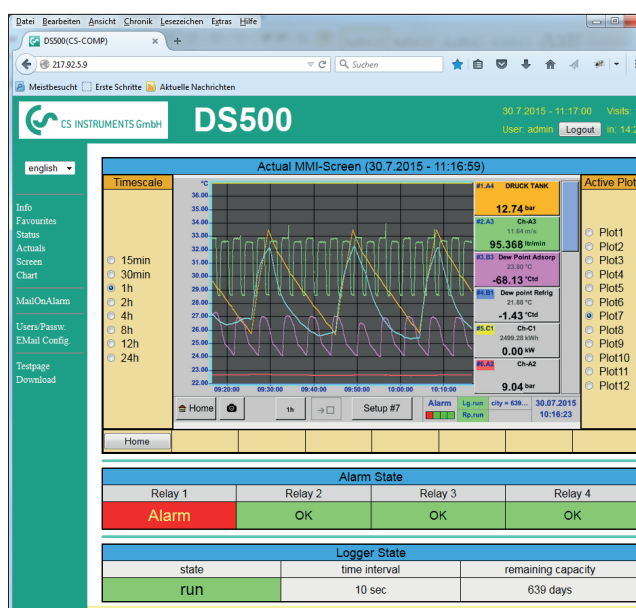 Datei Bearbeiten Ansicht Chronik Lesezeichen Extras Hilfe
DS500(CS-COMP) × +
217.92.5.9 Suchen
Meistbesucht Erste Schritte Aktuelle Nachrichten
CS INSTRUMENTS GmbH
DS500
30.7.2015 - 11:17:00 Visits:
User: admin Logout in: 14:2
english
Info
Favourites
Status
Actuals
Screen
Chart
MailOnAlarm
Users/Passw.
EMail Config.
Testpage
Download
Actual MMI-Screen (30.7.2015 - 11:16:59)
Timescale
15min
30min
1h
2h
4h
8h
12h
24h
°C
36.00
35.00
34.00
33.00
32.00
31.00
30.00
29.00
28.00
27.00
26.00
25.00
24.00
23.00
22.00
09:20:00 09:30:00 09:40:00 09:50:00 10:00:00 10:10:00
#1.A4 DRUCK TANK
12.74 bar
#2.A3 Ch-A3
11.84 m/s
95.368 ltr/min
#3.B3 Dew Point Adsorp
23.80 °C
-68.13 °Ctd
#4.B1 Dew point Refrig
21.88 °C
-1.43 °Ctd
#5.C1 Ch-C1
2499.28 kWh
0.00 kW
#6.A2 Ch-A2
9.04 bar
Home 1h Setup #7
Alarm Lg.run city = 639... 30.07.2015
Rp.run 10:16:23
Active Plot
Plot1
Plot2
Plot3
Plot4
Plot5
Plot6
Plot7
Plot8
Plot9
Plot10
Plot11
Plot12
Home
Alarm State
Relay 1 Relay 2 Relay 3 Relay 4
Alarm OK OK OK
Logger State
state time interval remaining capacity
run 10 sec 639 days